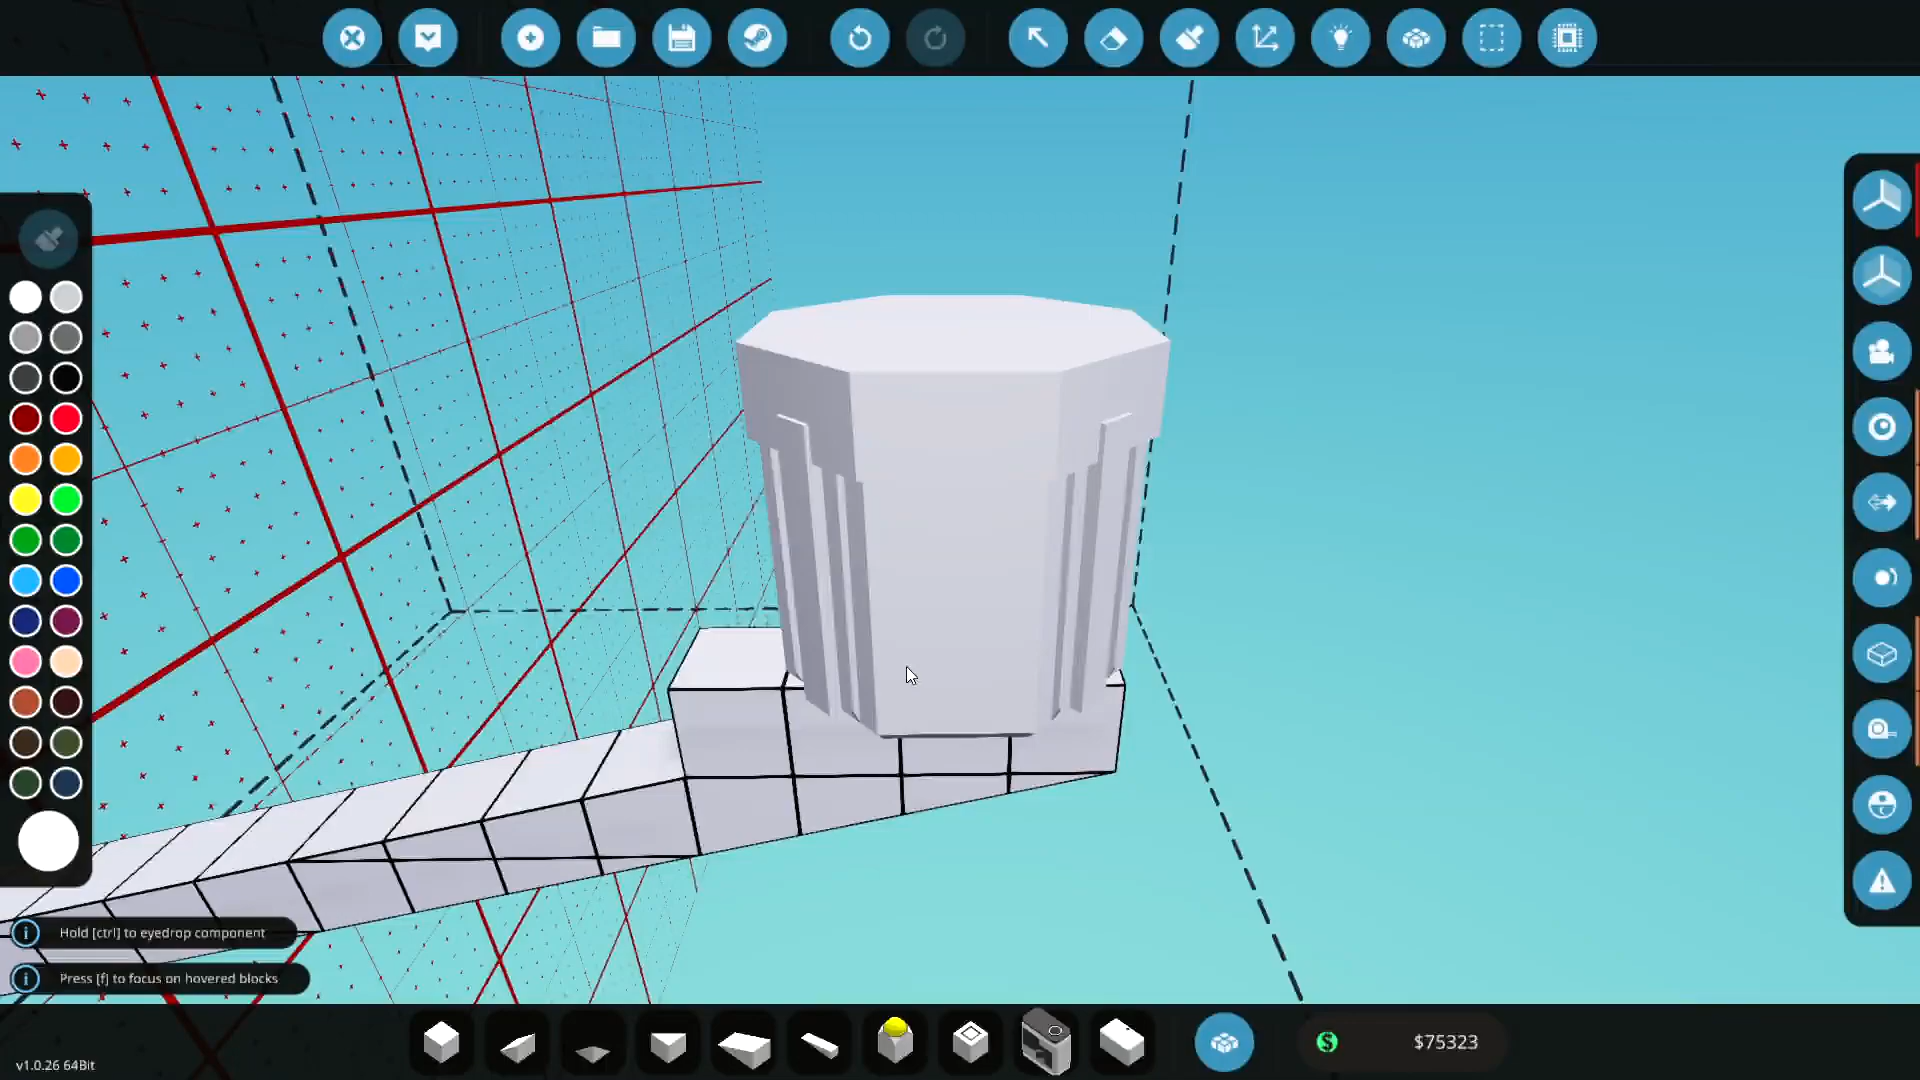 Hold [ctrl] to eyedrop component
Press [f] to focus on hovered blocks
$75323
v1.0.26 64Bit